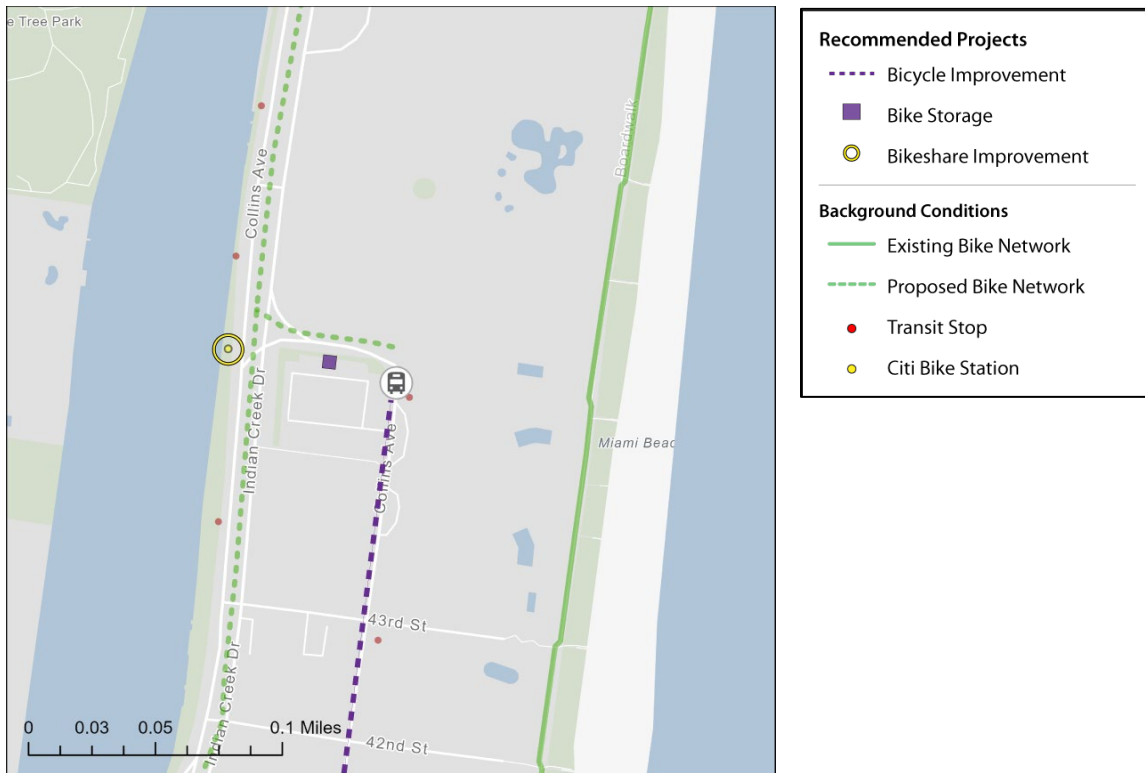 e Tree Park
Collins Ave
Boardwalk
Indian Creek Dr
Collins Ave
Miami Beac
43rd St
Indian Creek Dr
42nd St
0 0.03 0.05 0.1 Miles
Recommended Projects
Bicycle Improvement
Bike Storage
Bikeshare Improvement
Background Conditions
Existing Bike Network
Proposed Bike Network
Transit Stop
Citi Bike Station